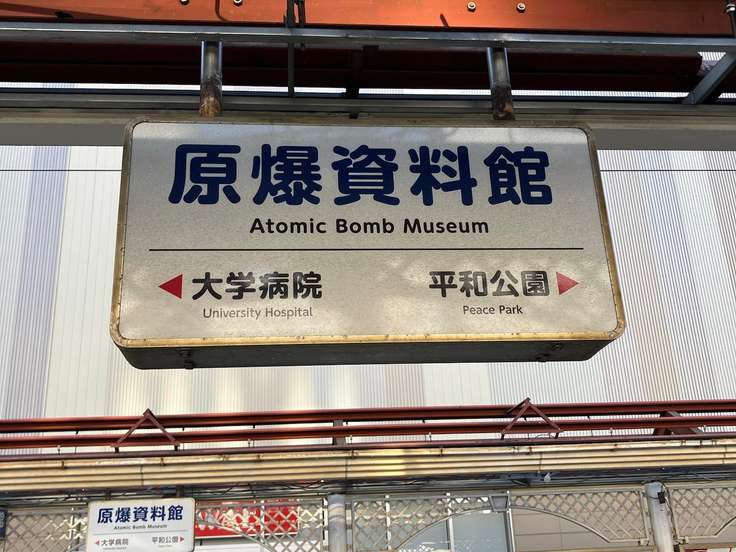 原爆資料館
Atomic Bomb Museum
◀大学病院 平和公園▶
University Hospital Peace Park
原爆資料館
Atomic Bomb Museum
◀大学病院 平和公園▶